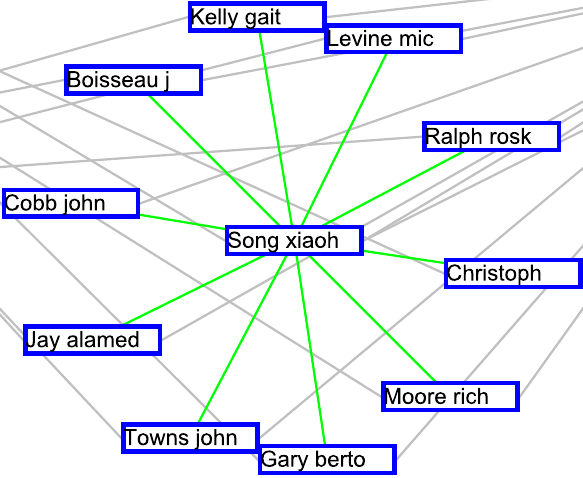 Kelly gait
Levine mic
Boisseau j
Ralph rosk
Cobb john
Song xiaoh
Christoph
Jay alamed
Moore rich
Towns john
Gary berto